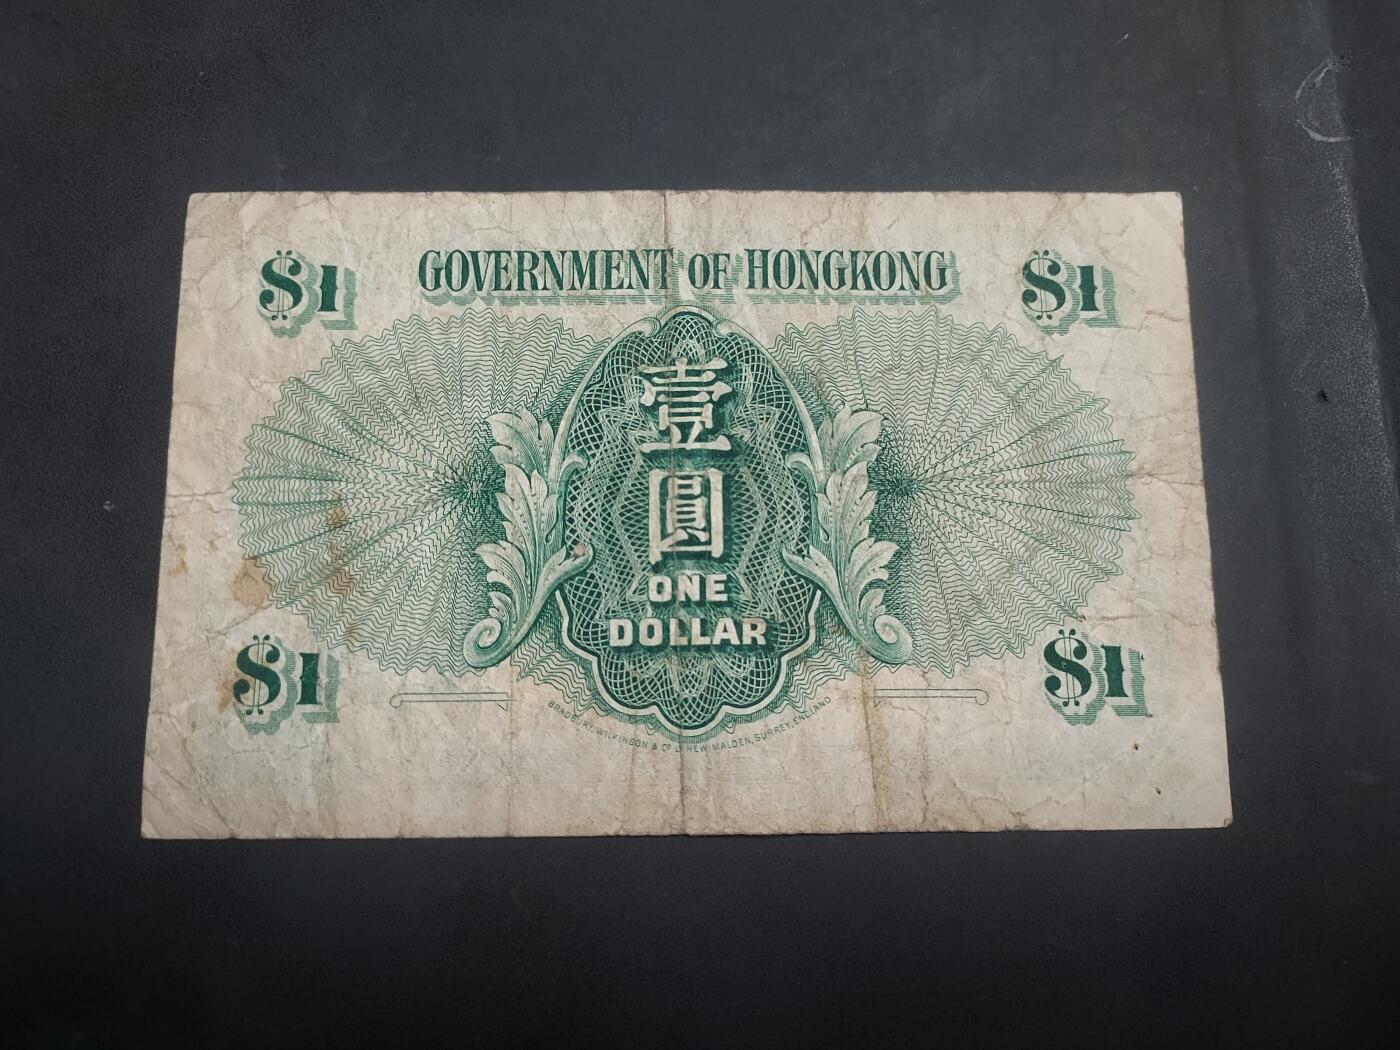 $1 GOVERNMENT OF HONGKONG $1
壹
圓
ONE
DOLLAR
$1 $1
BRADBURY, WILKINSON & Co. Ld. NEW MALDEN, SURREY, ENGLAND